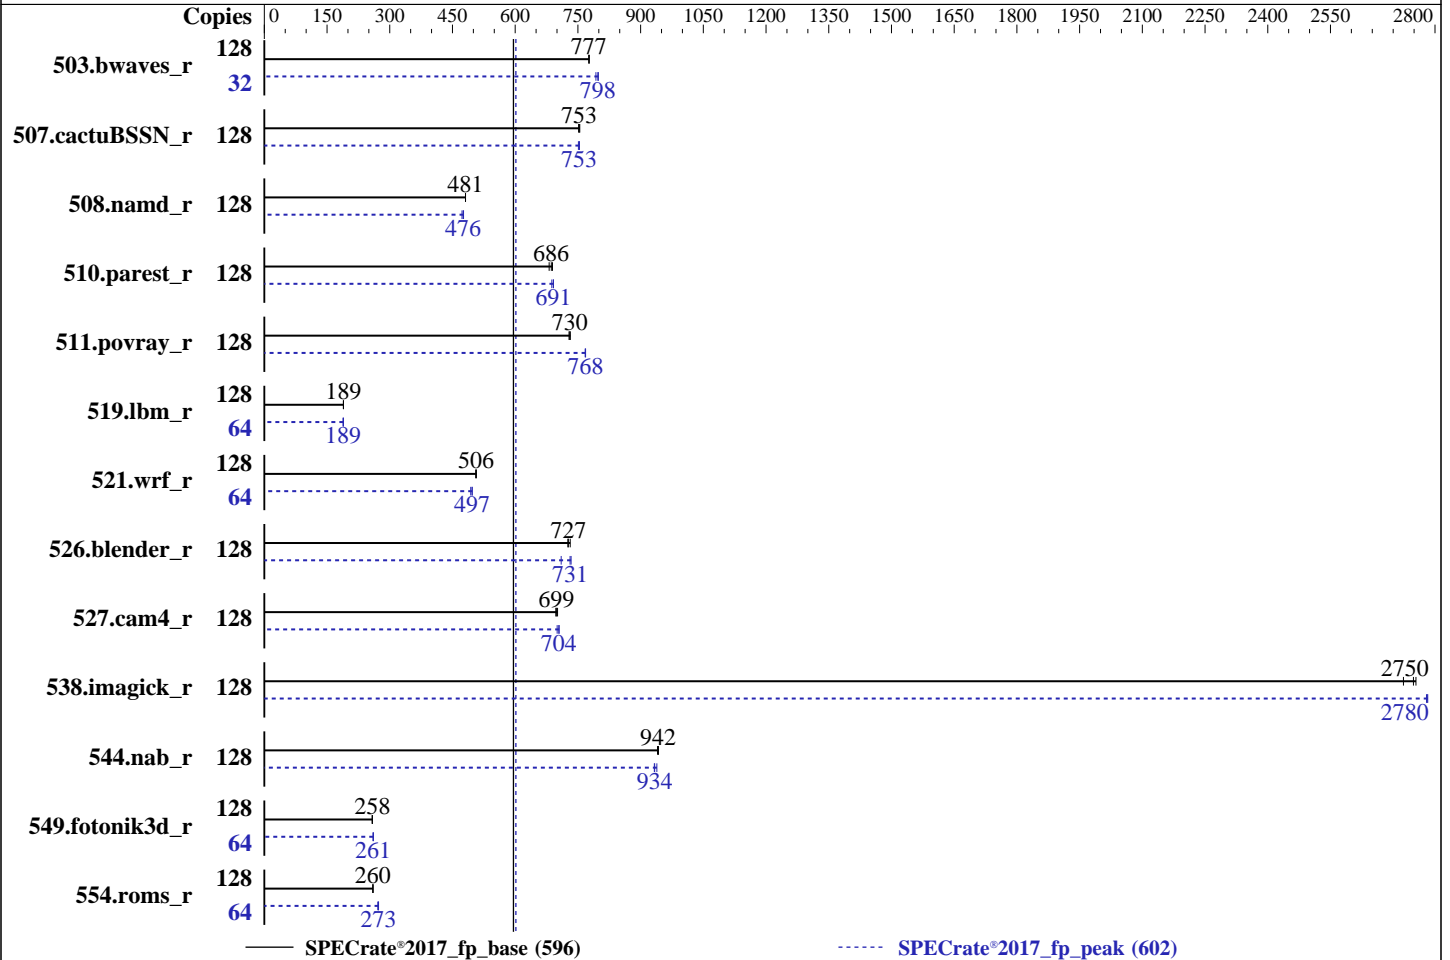 Copies 0 150 300 450 600 750 900 1050 1200 1350 1500 1650 1800 1950 2100 2250 2400 2550 2800
503.bwaves_r 128 777
32 798
507.cactuBSSN_r 128 753
753
508.namd_r 128 481
476
510.parest_r 128 686
691
511.povray_r 128 730
768
519.lbm_r 128 189
64 189
521.wrf_r 128 506
64 497
526.blender_r 128 727
731
527.cam4_r 128 699
704
538.imagick_r 128 2750
2780
544.nab_r 128 942
934
549.fotonik3d_r 128 258
64 261
554.roms_r 128 260
64 273
SPECrate®2017_fp_base (596) SPECrate®2017_fp_peak (602)